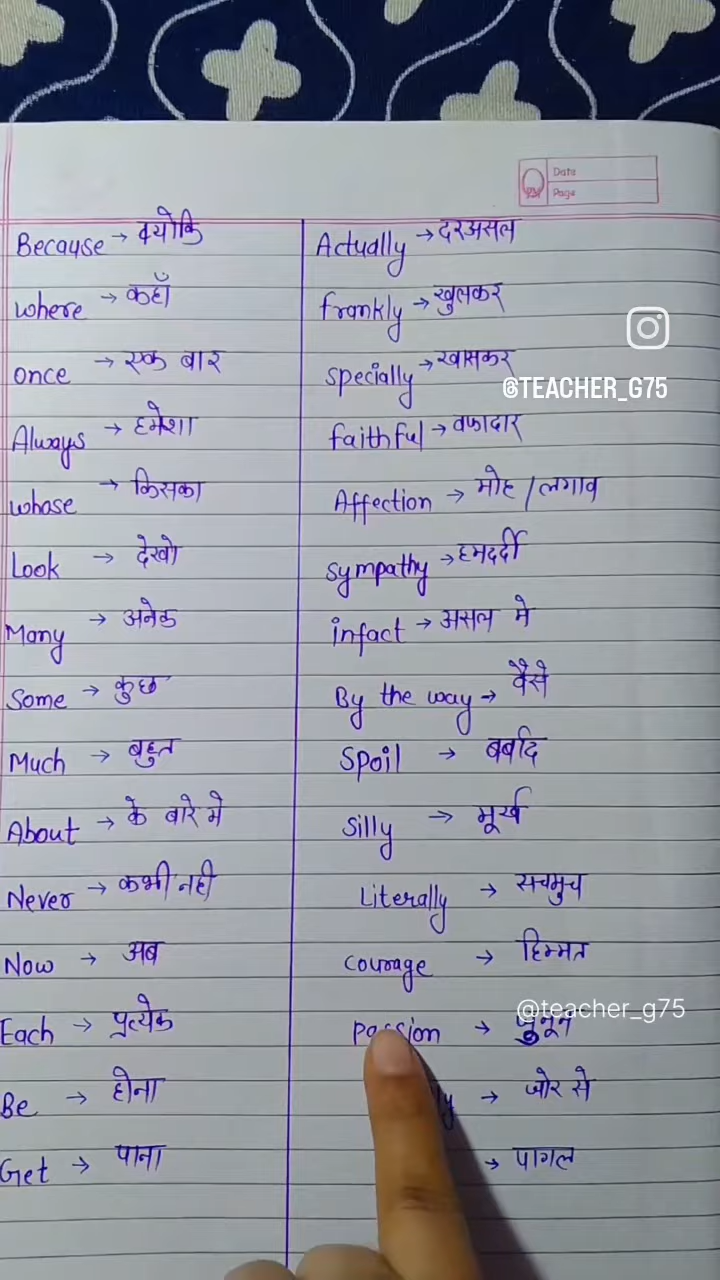 Date
Page
Because → क्योकि
where → कहाँ
once → एक बार
Always → हमेशा
whose → किसका
Look → देखो
Many → अनेक
Some → कुछ
Much → बहुत
About → के बारे मे
Never → कभी नही
Now → अब
Each → प्रत्येक
Be → होना
Get → पाना
Actually → दरअसल
frankly → खुलकर
specially → खासकर
@TEACHER_G75
faithful → वफादार
Affection → मोह / लगाव
sympathy → हमदर्दी
infact → असल मे
By the way → वैसे
Spoil → बर्बाद
silly → मूर्ख
Literally → सचमुच
courage → हिम्मत
@teacher_g75
passion → जुनून
→ जोर से
→ पागल